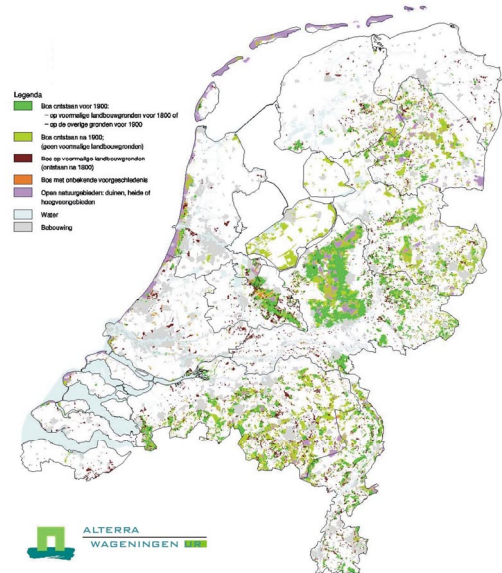 Legenda
Bos ontstaan voor 1900:
– op voormalige landbouwgronden voor 1800 of
– op de overige gronden voor 1900
Bos ontstaan na 1900;
(geen voormalige landbouwgronden)
Bos op voormalige landbouwgronden
(ontstaan na 1800)
Bos met onbekende voorgeschiedenis
Open natuurgebieden: duinen, heide of
hoogveengebieden
Water
Bebouwing
ALTERRA
WAGENINGEN UR